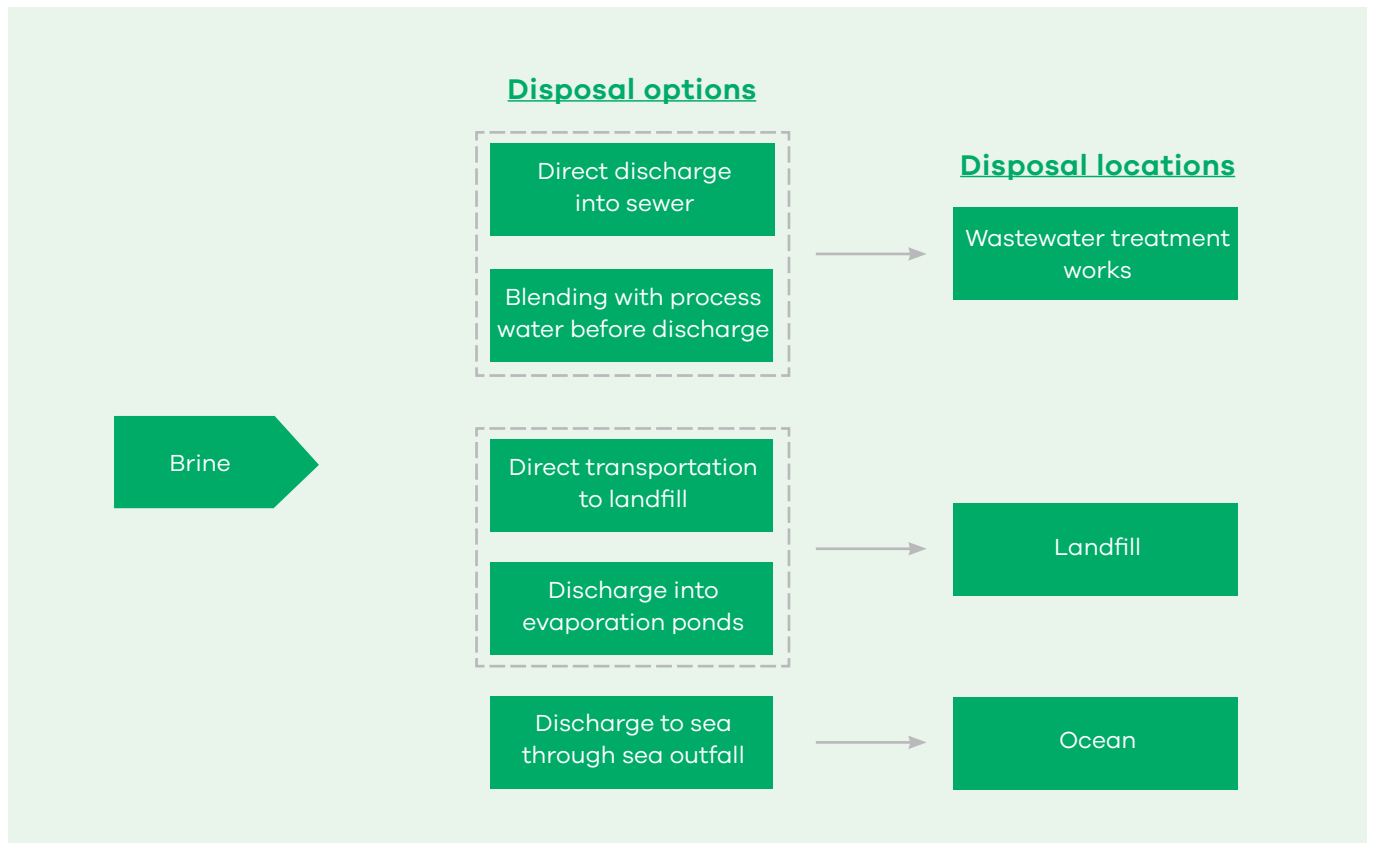 Disposal options
Direct discharge
into sewer
Blending with process
water before discharge
Disposal locations
Wastewater treatment
works
Brine
Direct transportation
to landfill
Discharge into
evaporation ponds
Landfill
Discharge to sea
through sea outfall
Ocean